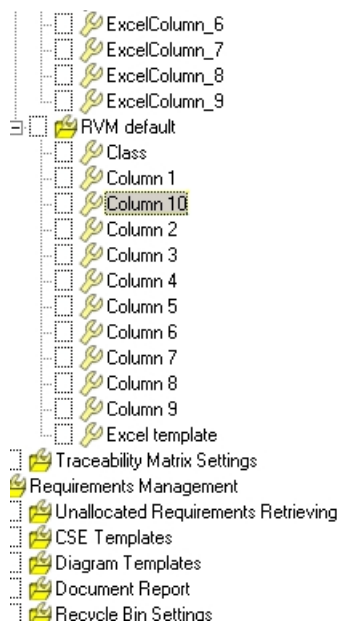 ExcelColumn_6
ExcelColumn_7
ExcelColumn_8
ExcelColumn_9
RVM default
Class
Column 1
Column 10
Column 2
Column 3
Column 4
Column 5
Column 6
Column 7
Column 8
Column 9
Excel template
Traceability Matrix Settings
Requirements Management
Unallocated Requirements Retrieving
CSE Templates
Diagram Templates
Document Report
Recycle Bin Settings